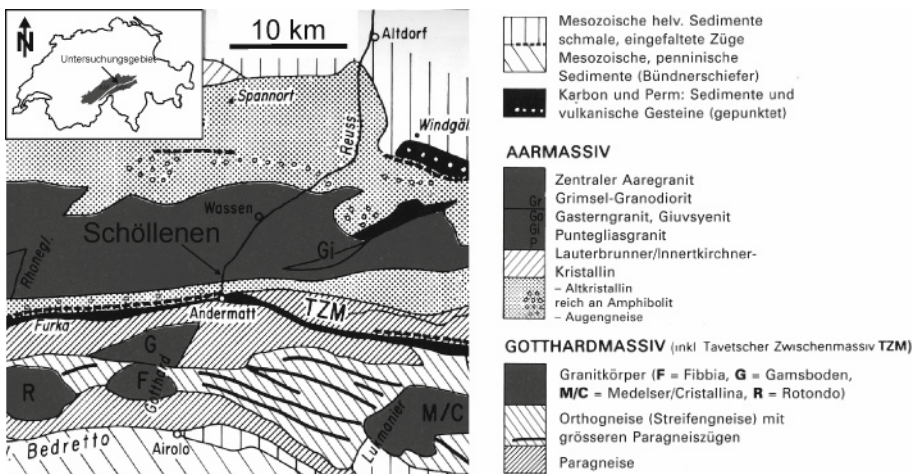 N
Untersuchungsgebiet
10 km
Altdorf
Spannort
Windgäl
Reuss
Wassen
Schöllenen
Rhonegl.
Gi
Andermatt
TZM
Furka
G
R
F
Gotthard
M/C
Lukmanier
Bedretto
Airolo
Mesozoische helv. Sedimente
schmale, eingefaltete Züge
Mesozoische, penninische
Sedimente (Bündnerschiefer)
Karbon und Perm: Sedimente und
vulkanische Gesteine (gepunktet)
AARMASSIV
Zentraler Aaregranit
Gr Grimsel-Granodiorit
Ga Gasterngranit, Giuvsyenit
Gi
P Puntegliasgranit
Lauterbrunner/Innertkirchner-
Kristallin
– Altkristallin
reich an Amphibolit
– Augengneise
GOTTHARDMASSIV (inkl Tavetscher Zwischenmassiv TZM)
Granitkörper (F = Fibbia, G = Gamsboden,
M/C = Medelser/Cristallina, R = Rotondo)
Orthogneise (Streifengneise) mit
grösseren Paragneiszügen
Paragneise